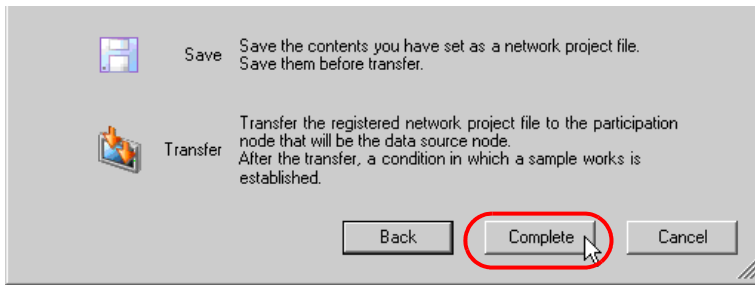 Save
Save the contents you have set as a network project file.
Save them before transfer.
Transfer
Transfer the registered network project file to the participation
node that will be the data source node.
After the transfer, a condition in which a sample works is
established.
Back
Complete
Cancel